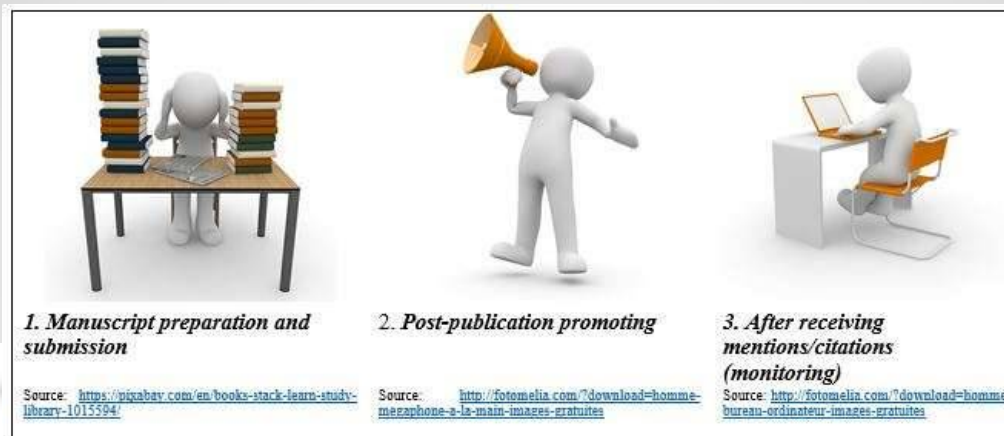 1. Manuscript preparation and
submission
Source: https://pixabay.com/en/books-stack-learn-study-
library-1015594/
2. Post-publication promoting
Source: http://fotomelia.com/?download=homme-
megaphone-a-la-main-images-gratuites
3. After receiving
mentions/citations
(monitoring)
Source: http://fotomelia.com/?download=homme-
bureau-ordinateur-images-gratuites